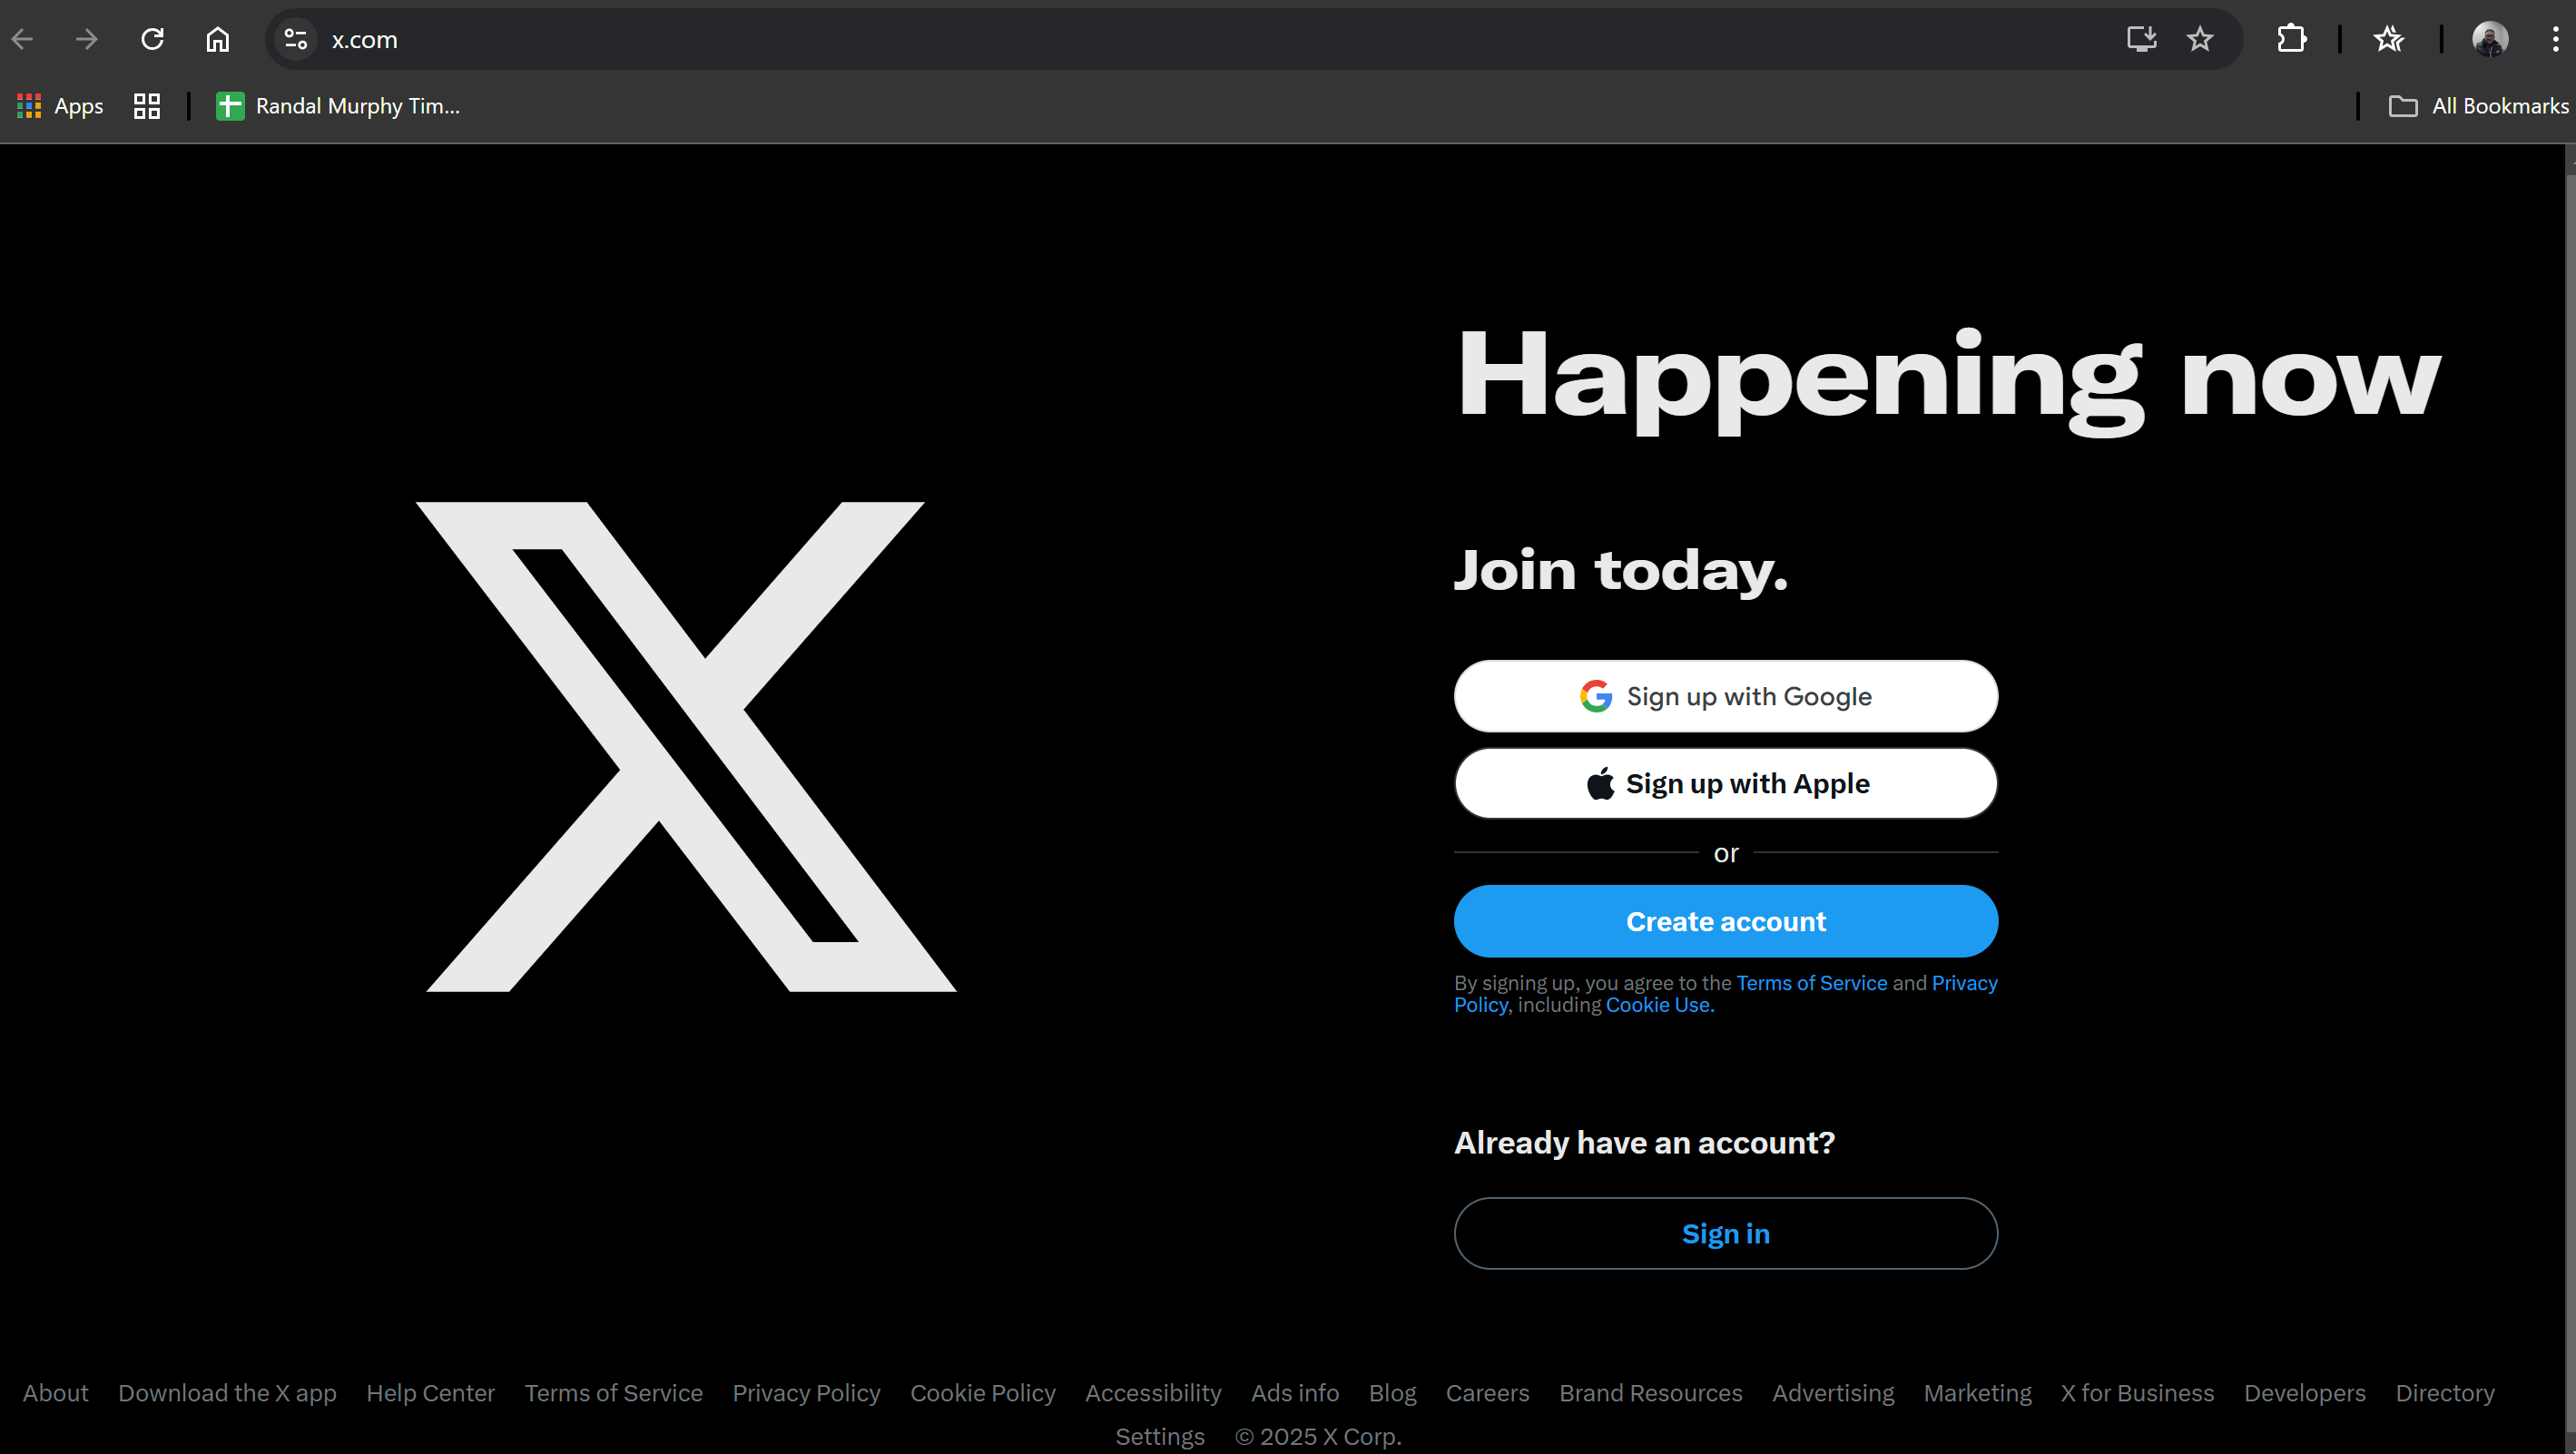 x.com
Apps
Randal Murphy Tim...
All Bookmarks
Happening now
Join today.
Sign up with Google
Sign up with Apple
or
Create account
By signing up, you agree to the Terms of Service and Privacy
Policy, including Cookie Use.
Already have an account?
Sign in
About Download the X app Help Center Terms of Service Privacy Policy Cookie Policy Accessibility Ads info Blog Careers Brand Resources Advertising Marketing X for Business Developers Directory
Settings © 2025 X Corp.